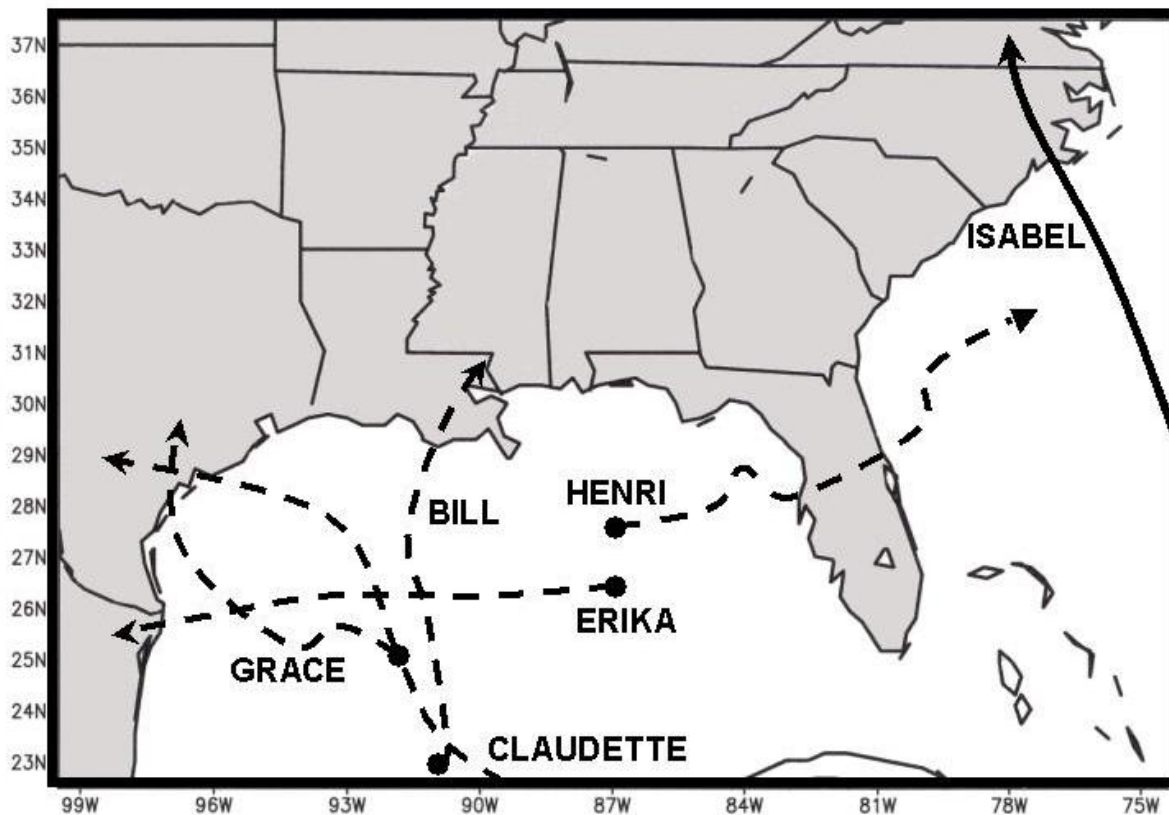 37N
36N
35N
34N
33N
ISABEL
32N
31N
30N
29N
28N
HENRI
BILL
27N
26N
ERIKA
25N
GRACE
24N
23N
CLAUDETTE
99W 96W 93W 90W 87W 84W 81W 78W 75W